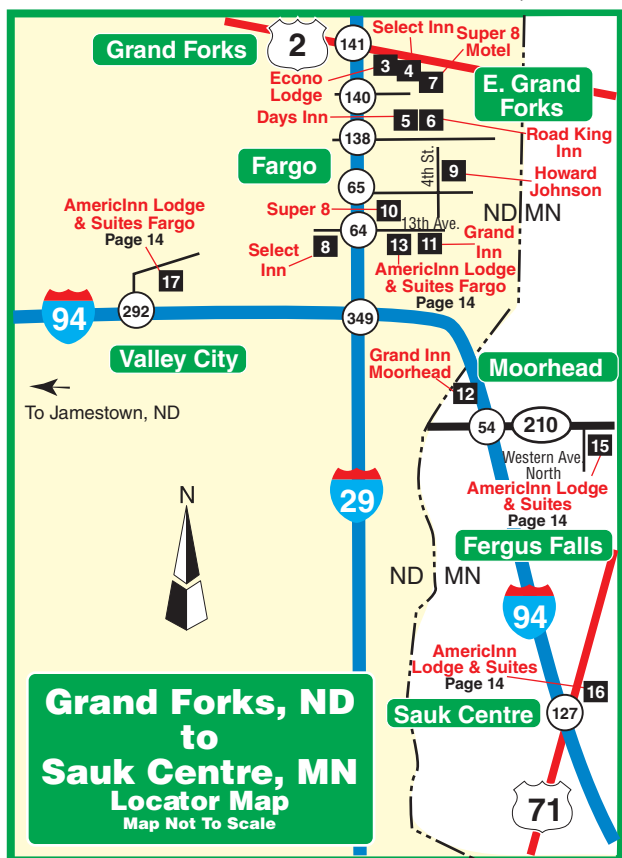 Grand Forks
2
141
Select Inn
Super 8
Motel
Econo
Lodge
3
4
7
E. Grand
Forks
140
Days Inn
5
6
Road King
Inn
138
Fargo
4th St.
9
Howard
Johnson
65
AmericInn Lodge
& Suites Fargo
Page 14
Super 8
10
13th Ave.
ND
MN
64
Select
Inn
8
13
11
Grand
Inn
AmericInn Lodge
& Suites Fargo
Page 14
17
94
292
349
Valley City
Grand Inn
Moorhead
Moorhead
12
To Jamestown, ND
54
210
Western Ave.
North
15
AmericInn Lodge
& Suites
Page 14
N
29
Fergus Falls
ND
MN
94
AmericInn
Lodge & Suites
Page 14
16
Sauk Centre
127
71
Grand Forks, ND
to
Sauk Centre, MN
Locator Map
Map Not To Scale